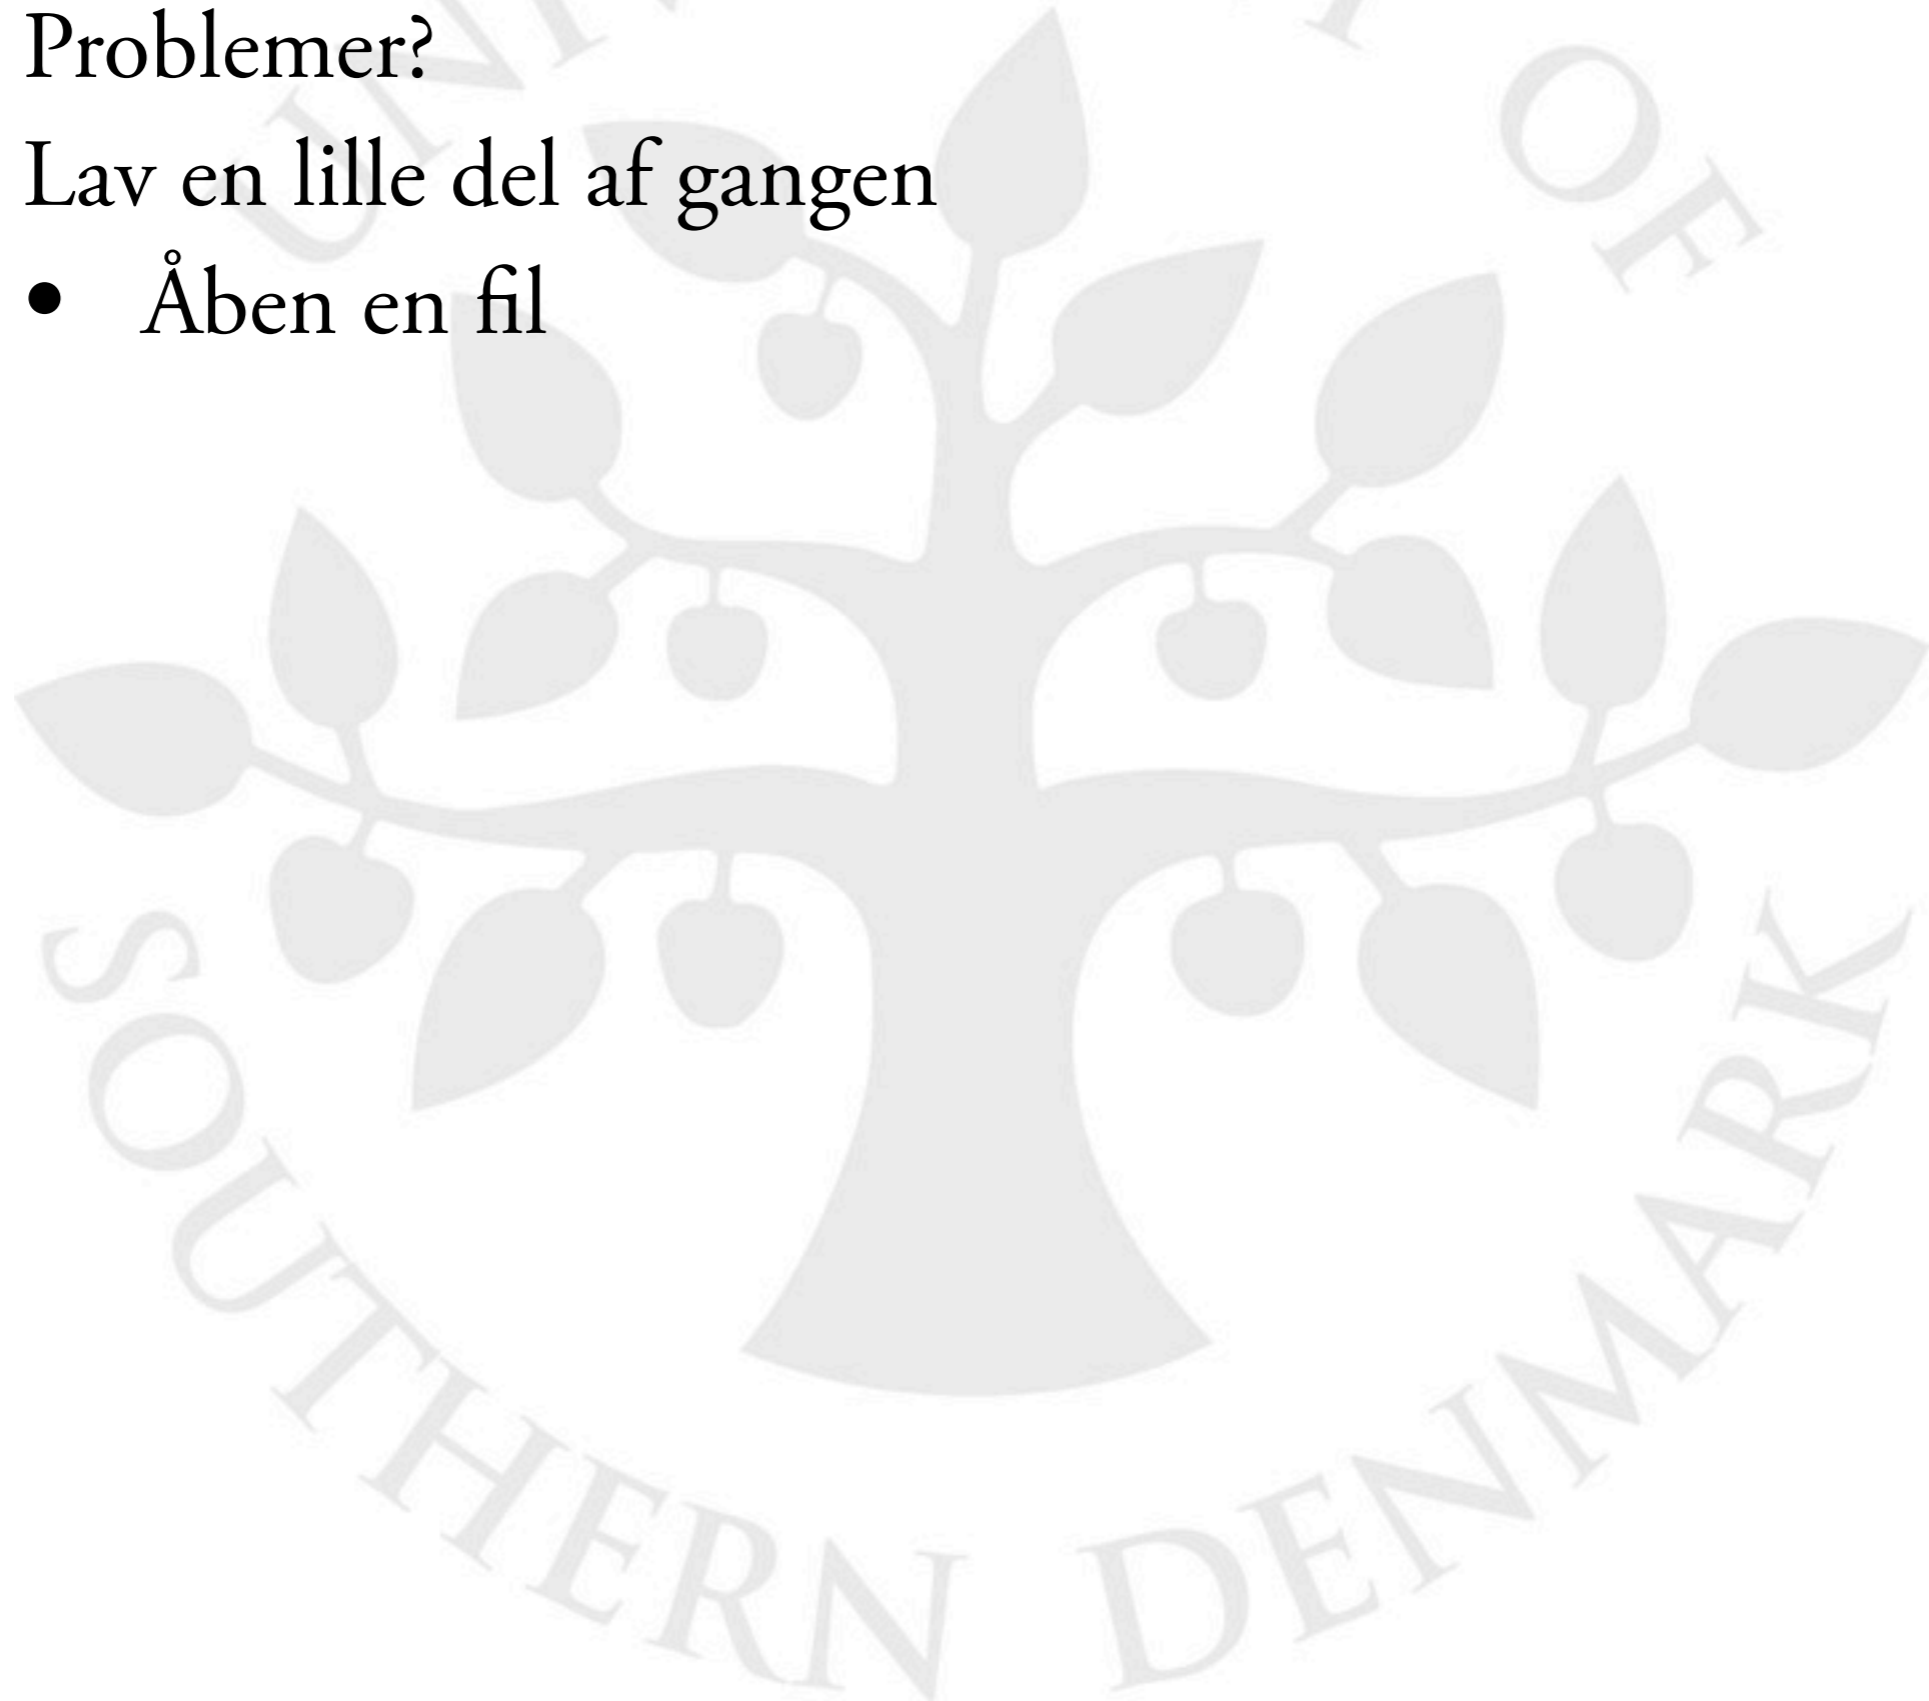 Problemer?
Lav en lille del af gangen
• Åben en fil
OF
SOUTHERN DENMARK